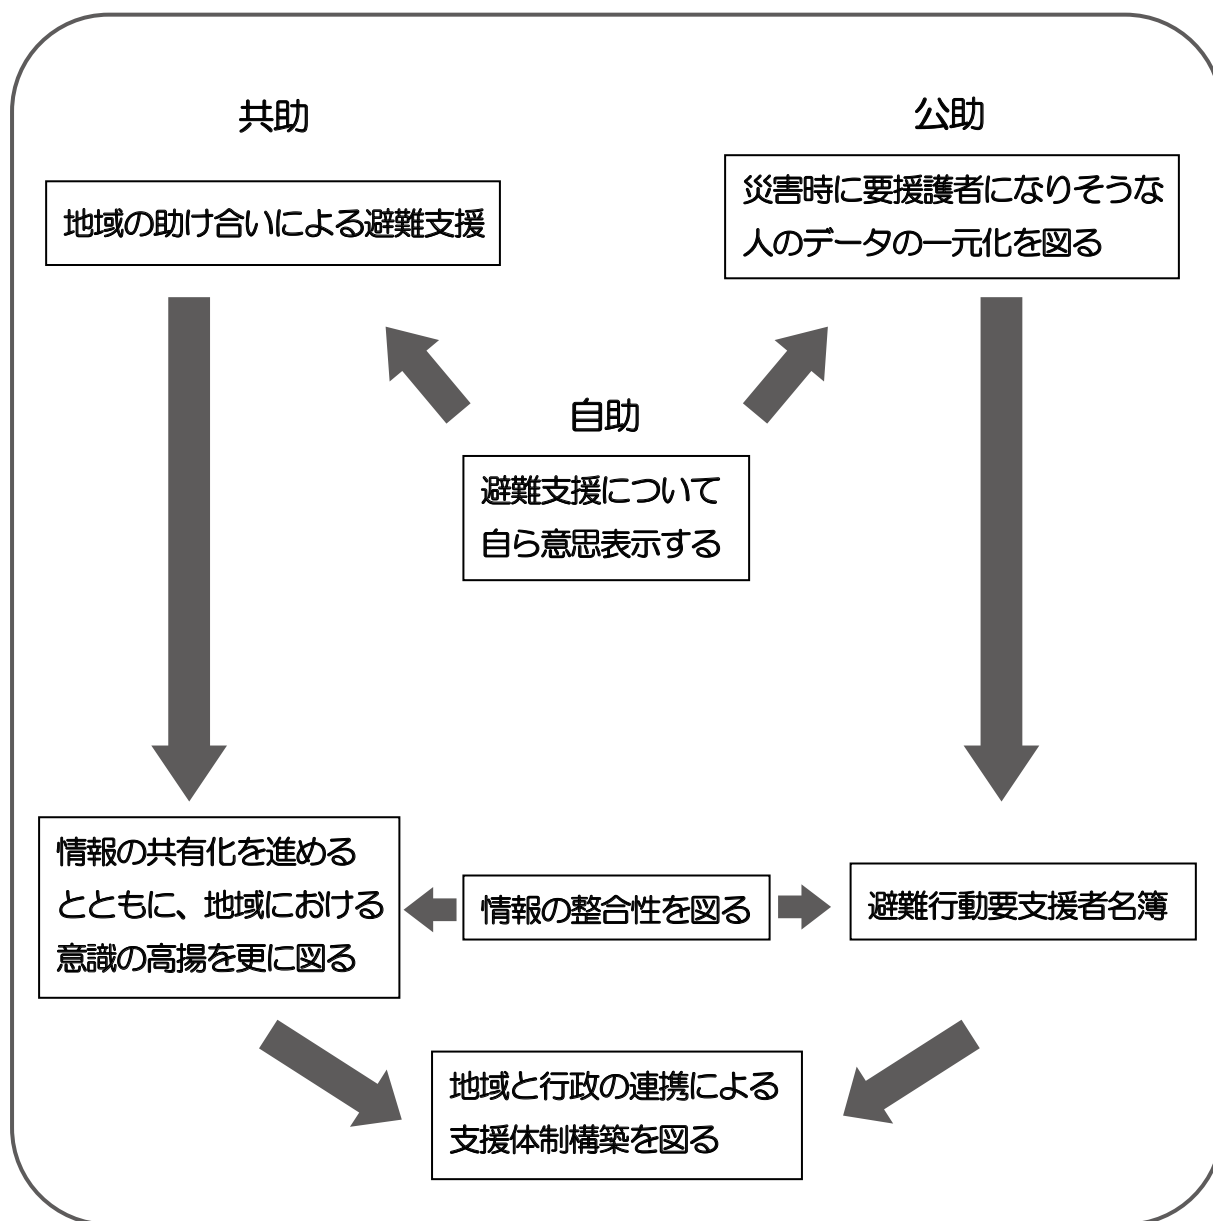 共助
地域の助け合いによる避難支援
公助
災害時に要援護者になりそうな
人のデータの一元化を図る
自助
避難支援について
自ら意思表示する
情報の共有化を進める
とともに、地域における
意識の高揚を更に図る
情報の整合性を図る
避難行動要支援者名簿
地域と行政の連携による
支援体制構築を図る